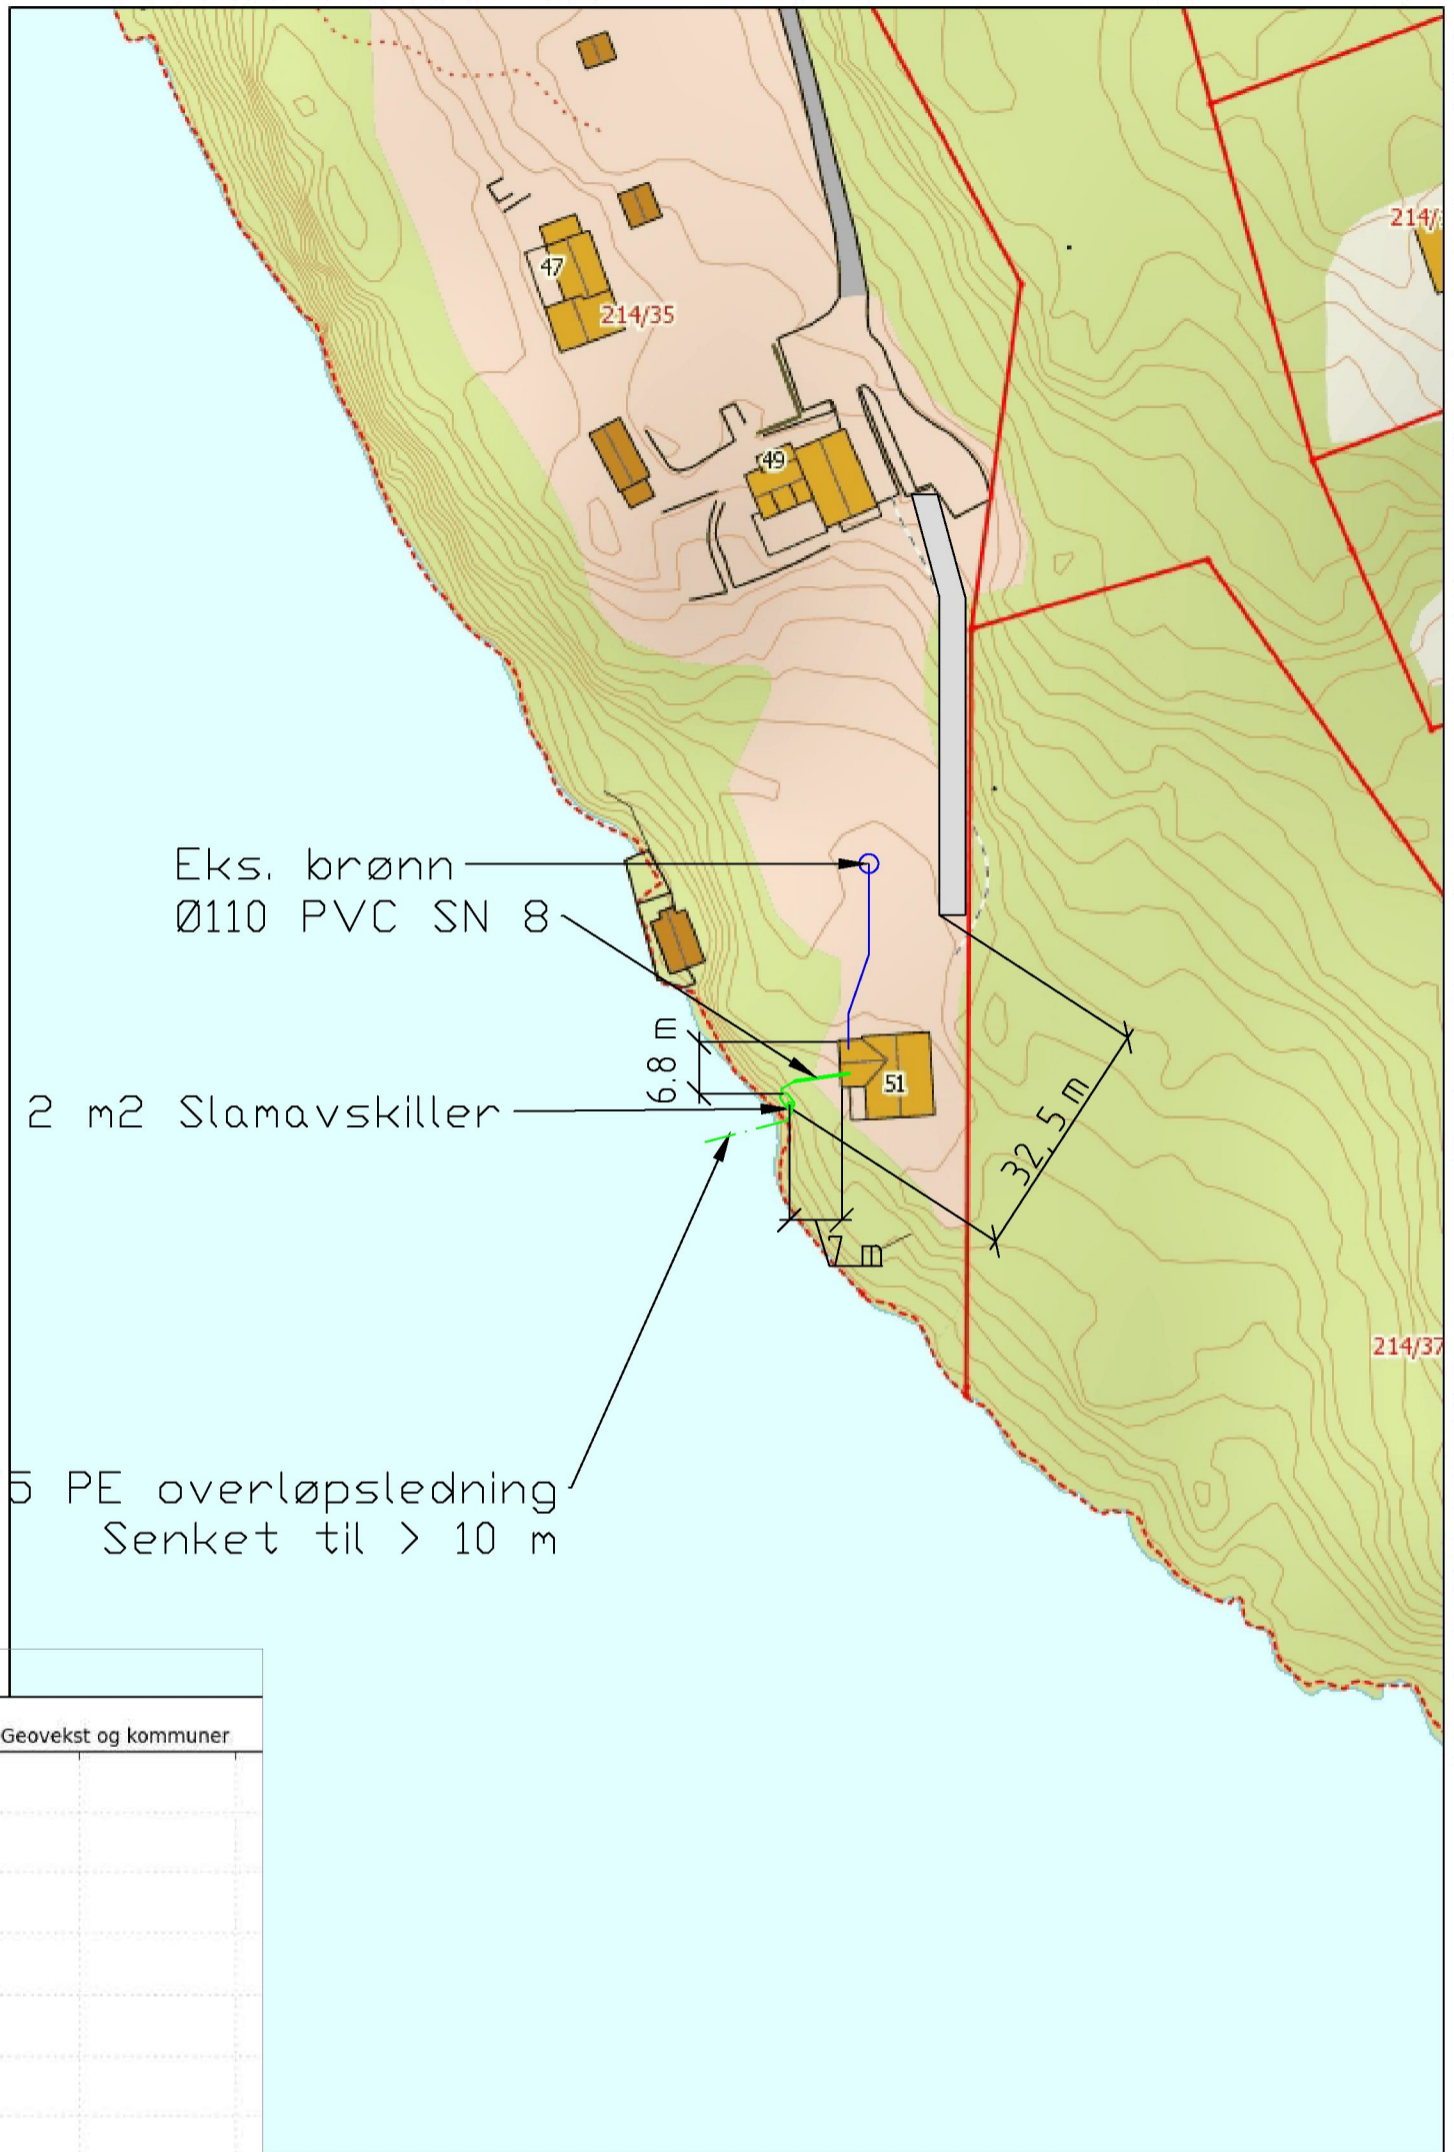 214/
47
214/35
49
Eks. brønn
Ø110 PVC SN 8
6.8 m
51
2 m2 Slamavskiller
32,5 m
7 m
214/37
5 PE overløpsledning
Senket til > 10 m
Geovekst og kommuner